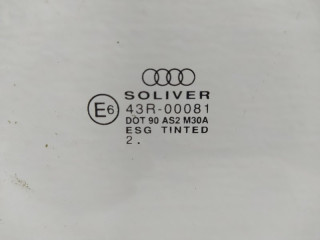 SOLIVER
E6 43R-00081
DOT 90 AS2 M30A
ESG TINTED
2.